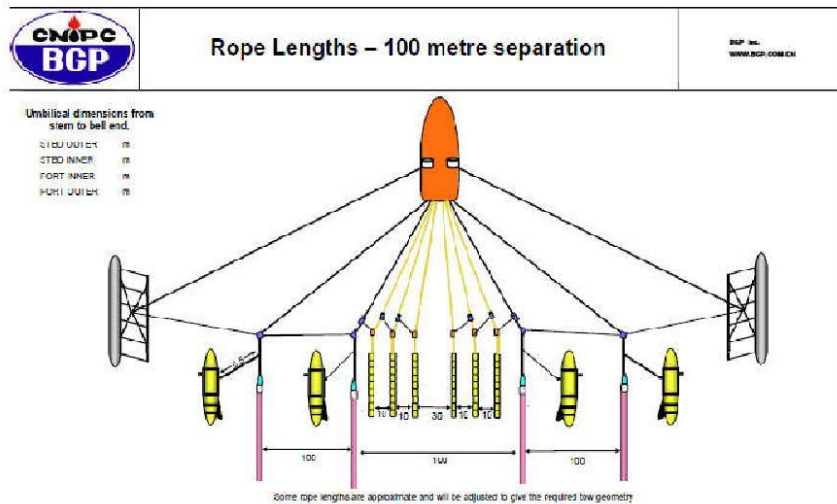 CNPC
BGP
Rope Lengths – 100 metre separation
BGP Inc.
WWW.BGP.COM.CN
Umbilical dimensions from
stern to bell end.
STBD OUTER m
STBD INNER m
PORT INNER m
PORT OUTER m
10 10 30 10 10
100 100 100
Some rope lengths are approximate and will be adjusted to give the required tow geometry